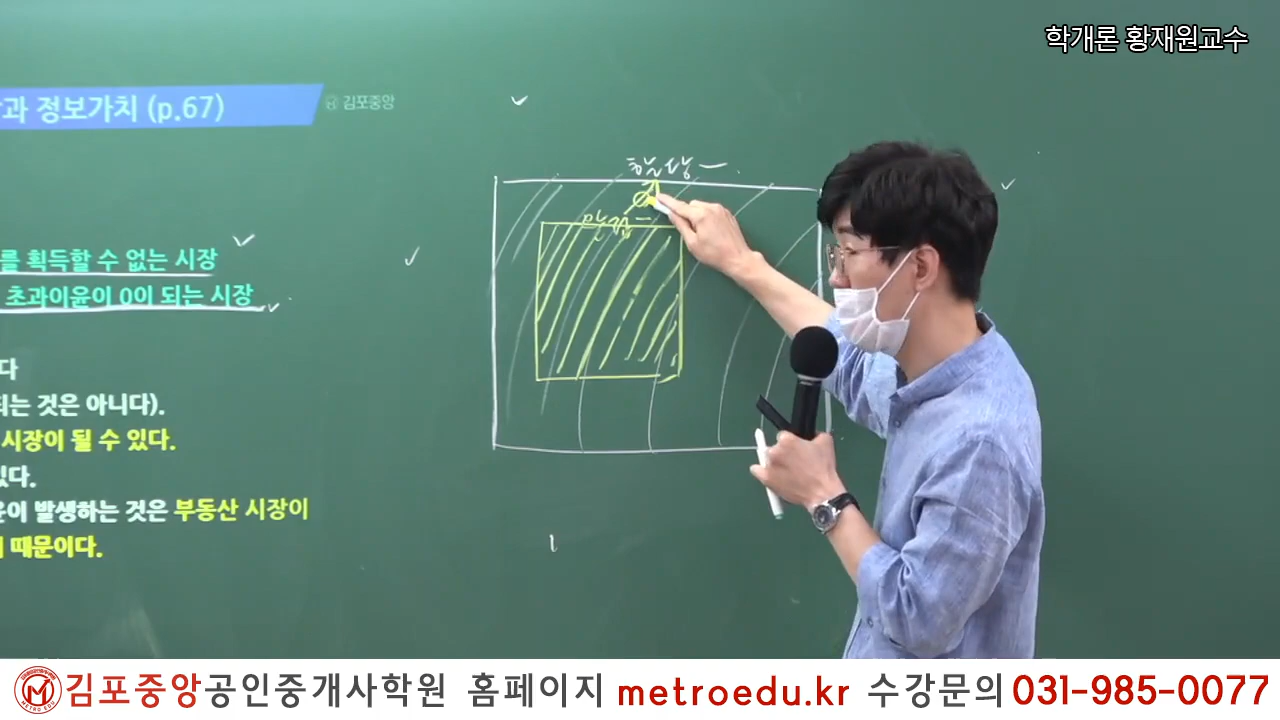 학개론 황재원교수
과 정보가치 (p.67)
김포중앙
를 획득할 수 없는 시장
초과이윤이 0이 되는 시장
다
되는 것은 아니다).
시장이 될 수 있다.
있다.
윤이 발생하는 것은 부동산 시장이
때문이다.
할당
완전
김포중앙공인중개사학원 홈페이지 metroedu.kr 수강문의 031-985-0077
METRO EDU